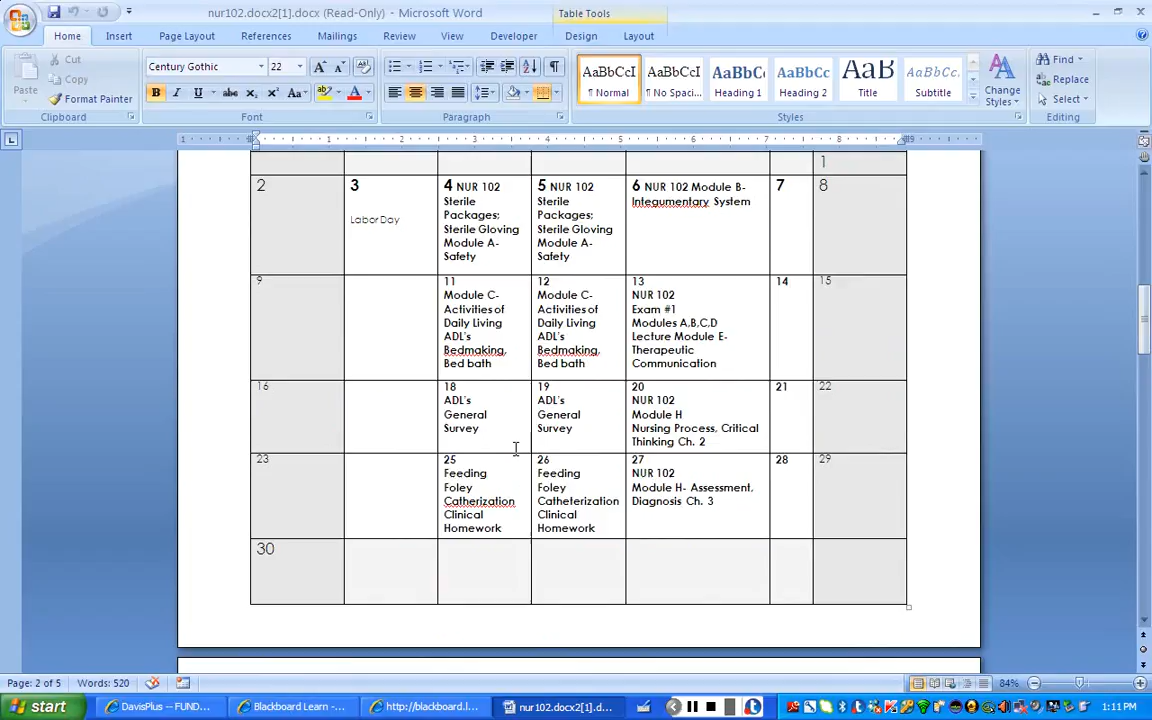 nur102.docx2[1].docx (Read-Only) - Microsoft Word
Table Tools
Home
Insert
Page Layout
References
Mailings
Review
View
Developer
Design
Layout
Paste
Cut
Copy
Format Painter
Clipboard
Century Gothic
22
Font
Paragraph
AaBbCcI
¶ Normal
AaBbCcI
¶ No Spaci...
AaBbC
Heading 1
AaBbCc
Heading 2
AaB
Title
AaBbCcI
Subtitle
Change
Styles
Styles
Find
Replace
Select
Editing
1
2
3
Labor Day
4 NUR 102
Sterile
Packages;
Sterile Gloving
Module A-
Safety
5 NUR 102
Sterile
Packages;
Sterile Gloving
Module A-
Safety
6 NUR 102 Module B-
Integumentary System
7
8
9
11
Module C-
Activities of
Daily Living
ADL's
Bedmaking,
Bed bath
12
Module C-
Activities of
Daily Living
ADL's
Bedmaking,
Bed bath
13
NUR 102
Exam #1
Modules A,B,C,D
Lecture Module E-
Therapeutic
Communication
14
15
16
18
ADL's
General
Survey
19
ADL's
General
Survey
20
NUR 102
Module H
Nursing Process, Critical
Thinking Ch. 2
21
22
23
25
Feeding
Foley
Catherization
Clinical
Homework
26
Feeding
Foley
Catheterization
Clinical
Homework
27
NUR 102
Module H- Assessment,
Diagnosis Ch. 3
28
29
30
Page: 2 of 5
Words: 520
84%
start
DavisPlus -- FUND...
Blackboard Learn -...
http://blackboard.l...
nur102.docx2[1].d...
1:11 PM